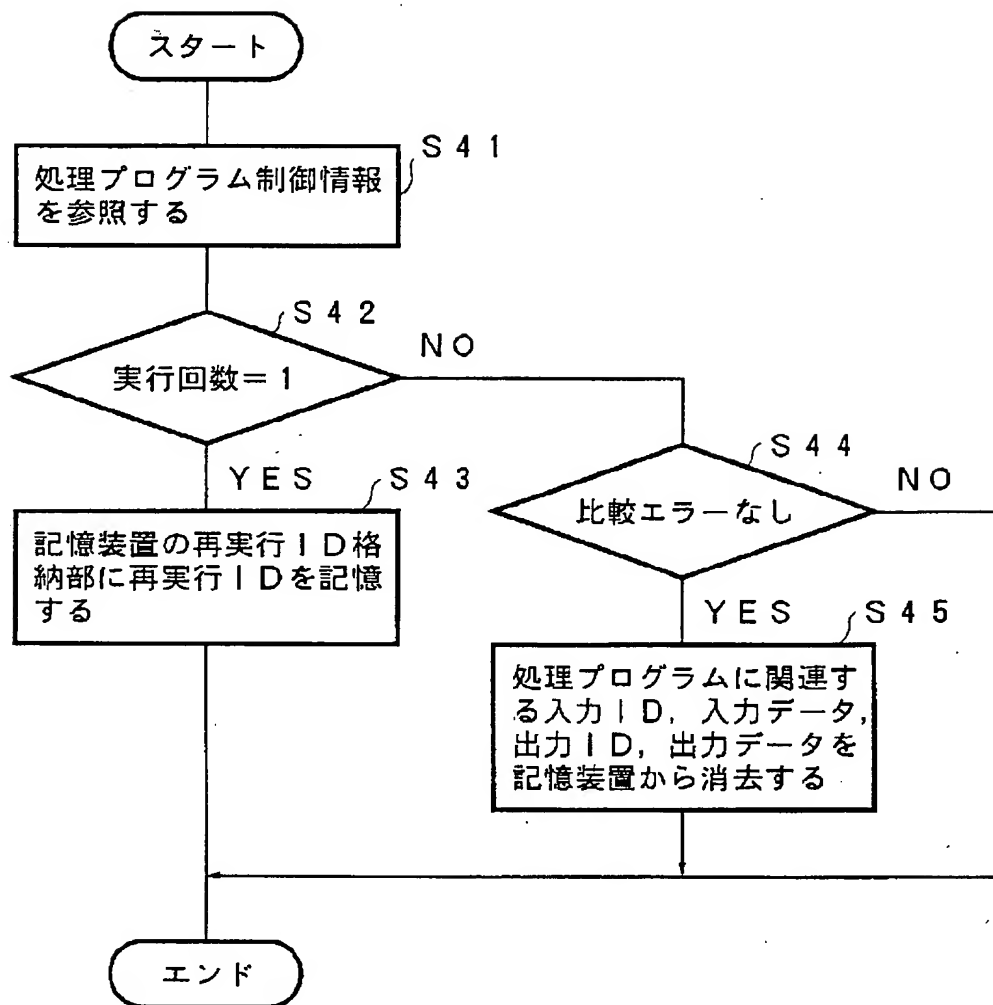 スタート
S41
処理プログラム制御情報
を参照する
S42
実行回数=1
NO
YES
S43
記憶装置の再実行ID格
納部に再実行IDを記憶
する
S44
比較エラーなし
NO
YES
S45
処理プログラムに関連す
る入力ID,入力データ,
出力ID,出力データを
記憶装置から消去する
エンド